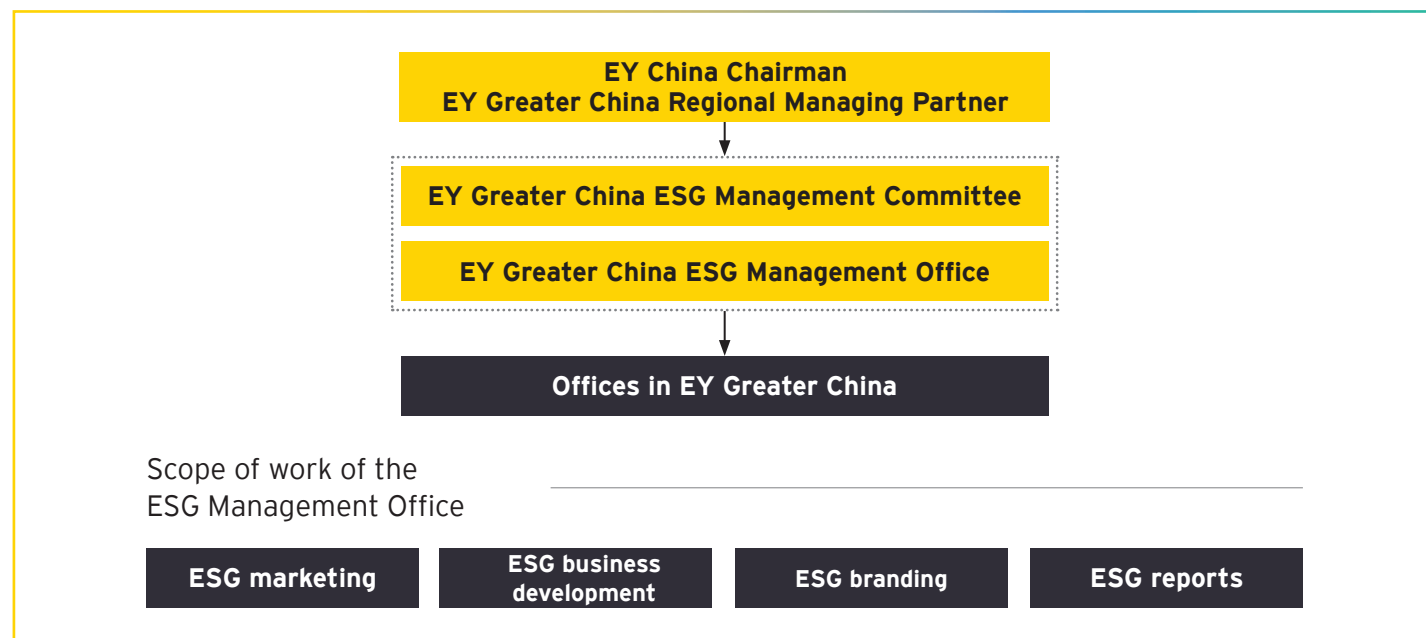 EY China Chairman
EY Greater China Regional Managing Partner
EY Greater China ESG Management Committee
EY Greater China ESG Management Office
Offices in EY Greater China
Scope of work of the
ESG Management Office
ESG marketing
ESG business
development
ESG branding
ESG reports